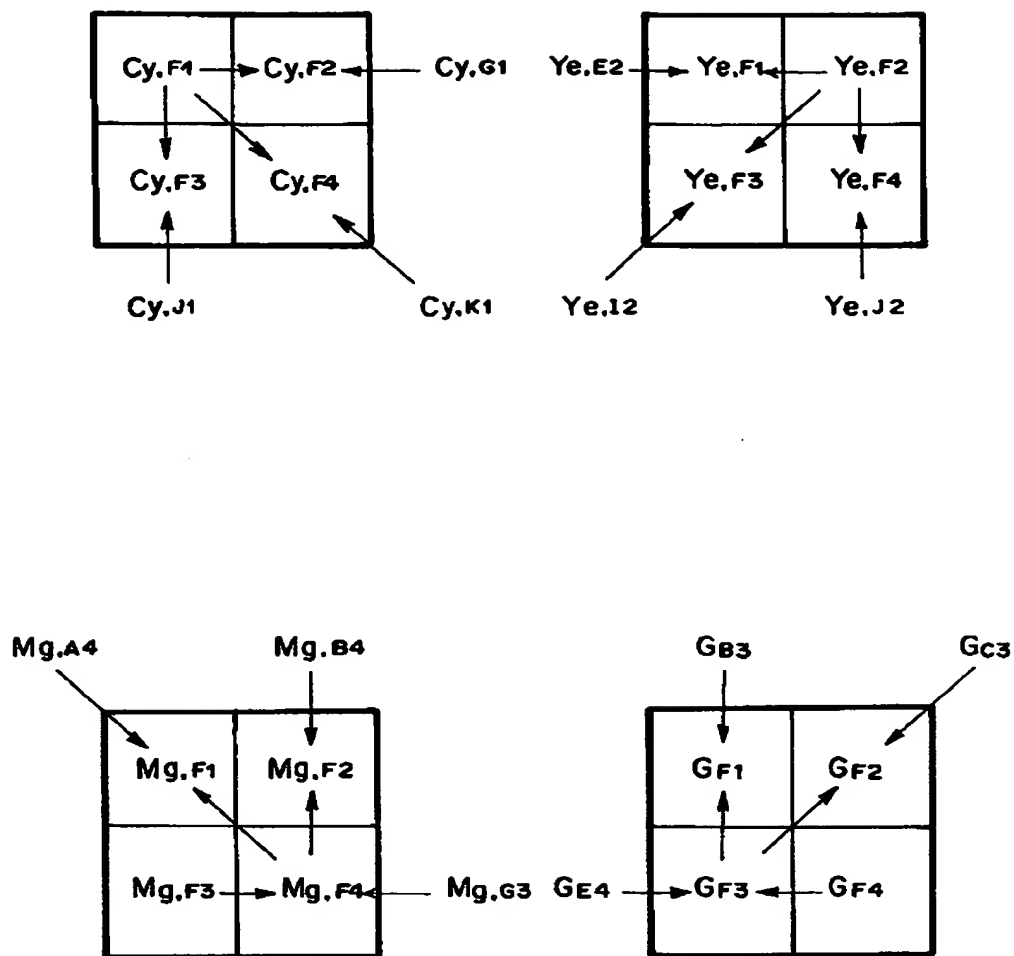 Cy.F1 Cy.F2 Cy.G1 Ye.E2 Ye.F1 Ye.F2
Cy.F3 Cy.F4 Ye.F3 Ye.F4
Cy.J1 Cy.K1 Ye.I2 Ye.J2
Mg.A4 Mg.B4 GB3 GC3
Mg.F1 Mg.F2 GF1 GF2
Mg.F3 Mg.F4 Mg.G3 GE4 GF3 GF4